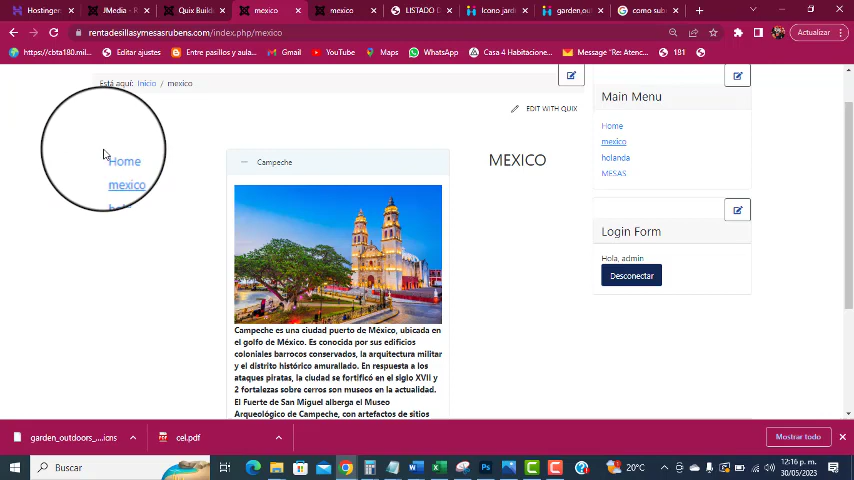 Hostinger
JMedia - R
Quix Builde
mexico
mexico
LISTADO D
Icono jardi
garden,out
como subi
rentadesillasymesasrubens.com/index.php/mexico
Actualizar
https://cbta180.mil...
Editar ajustes
Entre pasillos y aulas...
Gmail
YouTube
Maps
WhatsApp
Casa 4 Habitacione...
Message "Re: Atenc...
181
Está aquí: Inicio / mexico
EDIT WITH QUIX
Home
mexico
Campeche
MEXICO
Main Menu
Home
mexico
holanda
MESAS
Login Form
Hola, admin
Desconectar
Campeche es una ciudad puerto de México, ubicada en
el golfo de México. Es conocida por sus edificios
coloniales barrocos conservados, la arquitectura militar
y el distrito histórico amurallado. En respuesta a los
ataques piratas, la ciudad se fortificó en el siglo XVII y
2 fortalezas sobre cerros son museos en la actualidad.
El Fuerte de San Miguel alberga el Museo
Arqueológico de Campeche, con artefactos de sitios
garden_outdoors_....icns
cel.pdf
Mostrar todo
Buscar
20°C
12:16 p. m.
30/05/2023